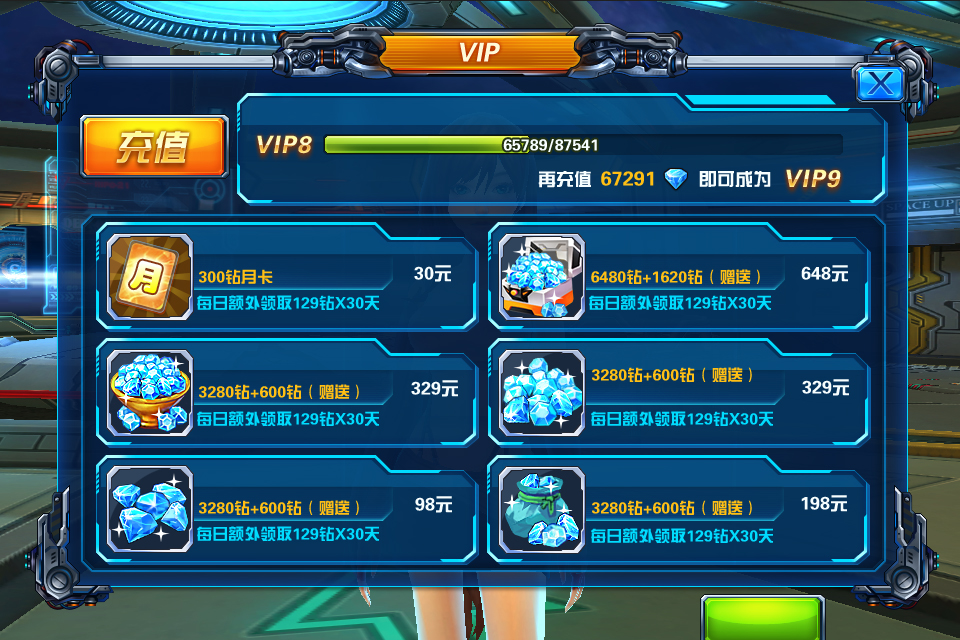 VIP
充值
VIP8
65789/87541
再充值 67291 即可成为 VIP9
300钻月卡
30元
每日额外领取129钻X30天
月
6480钻+1620钻（赠送）
648元
每日额外领取129钻X30天
3280钻+600钻（赠送）
329元
每日额外领取129钻X30天
3280钻+600钻（赠送）
329元
每日额外领取129钻X30天
3280钻+600钻（赠送）
98元
每日额外领取129钻X30天
3280钻+600钻（赠送）
198元
每日额外领取129钻X30天